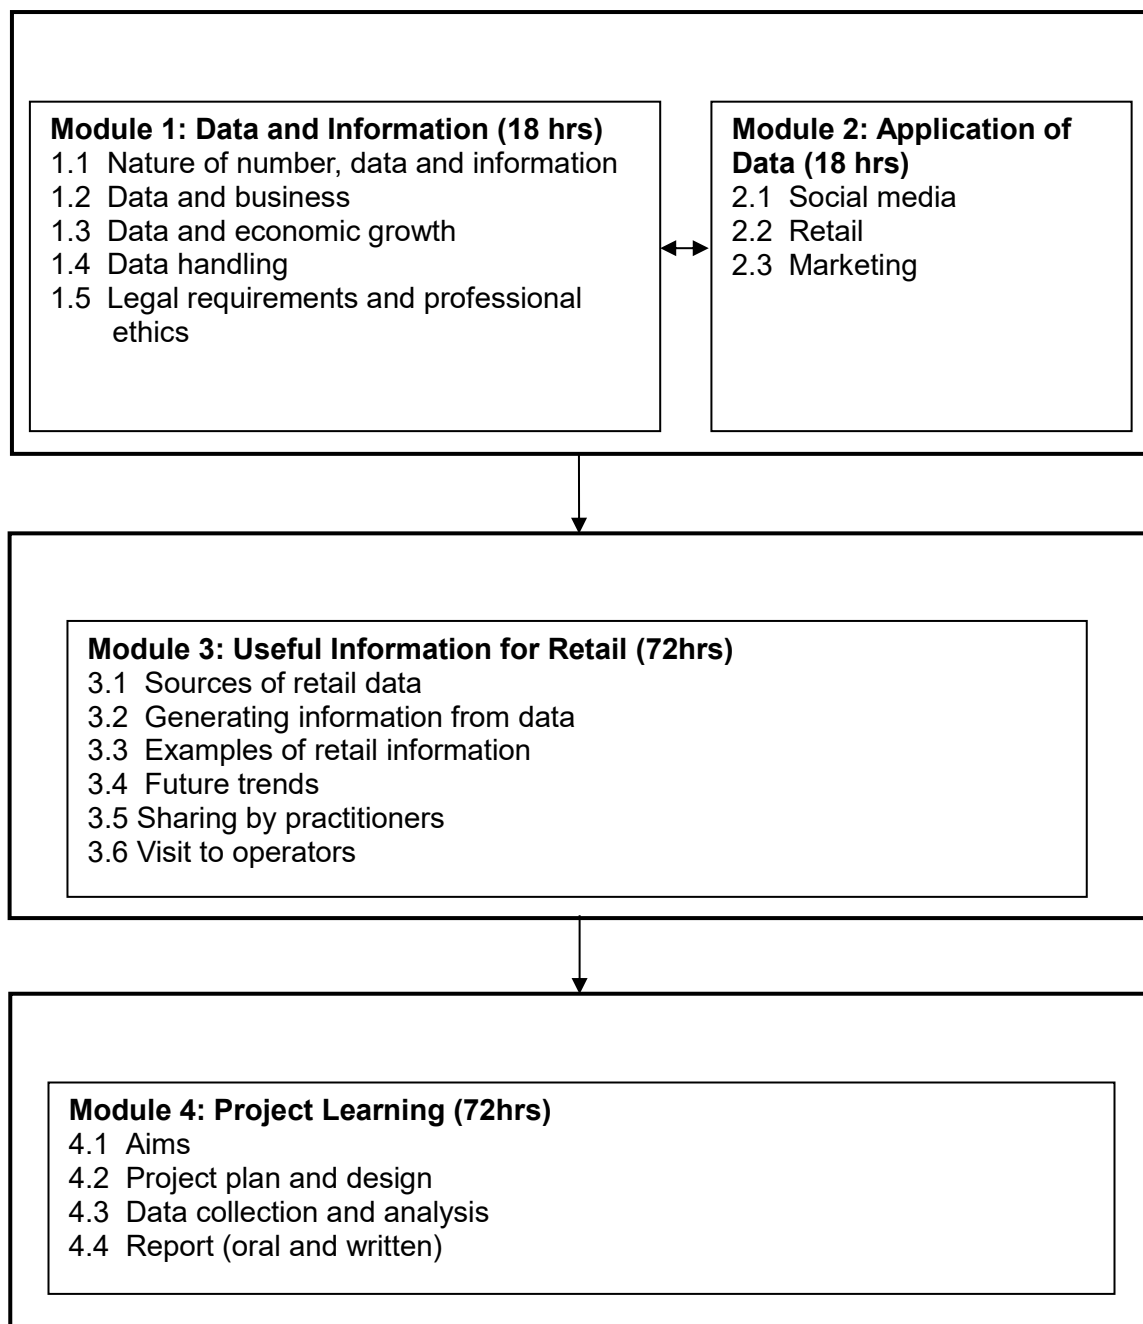 Module 1: Data and Information (18 hrs)
1.1 Nature of number, data and information
1.2 Data and business
1.3 Data and economic growth
1.4 Data handling
1.5 Legal requirements and professional
ethics
Module 2: Application of
Data (18 hrs)
2.1 Social media
2.2 Retail
2.3 Marketing
Module 3: Useful Information for Retail (72hrs)
3.1 Sources of retail data
3.2 Generating information from data
3.3 Examples of retail information
3.4 Future trends
3.5 Sharing by practitioners
3.6 Visit to operators
Module 4: Project Learning (72hrs)
4.1 Aims
4.2 Project plan and design
4.3 Data collection and analysis
4.4 Report (oral and written)